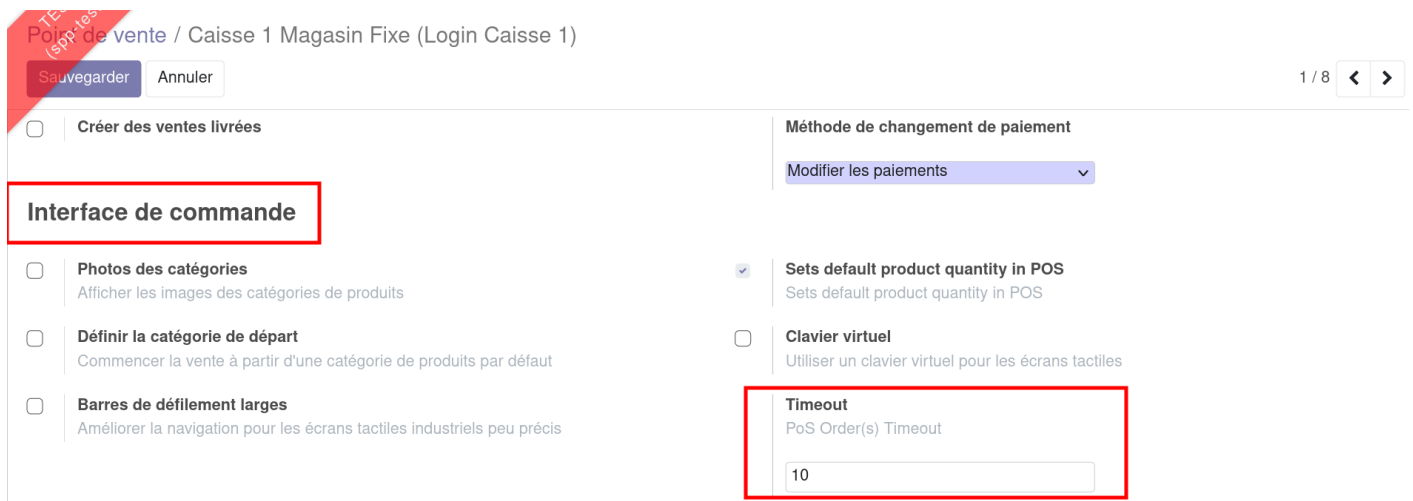 TES
(spp-tes
Point de vente / Caisse 1 Magasin Fixe (Login Caisse 1)
Sauvegarder Annuler
1 / 8
Créer des ventes livrées
Méthode de changement de paiement
Modifier les paiements
Interface de commande
Photos des catégories
Afficher les images des catégories de produits
Sets default product quantity in POS
Sets default product quantity in POS
Définir la catégorie de départ
Commencer la vente à partir d'une catégorie de produits par défaut
Clavier virtuel
Utiliser un clavier virtuel pour les écrans tactiles
Barres de défilement larges
Améliorer la navigation pour les écrans tactiles industriels peu précis
Timeout
PoS Order(s) Timeout
10